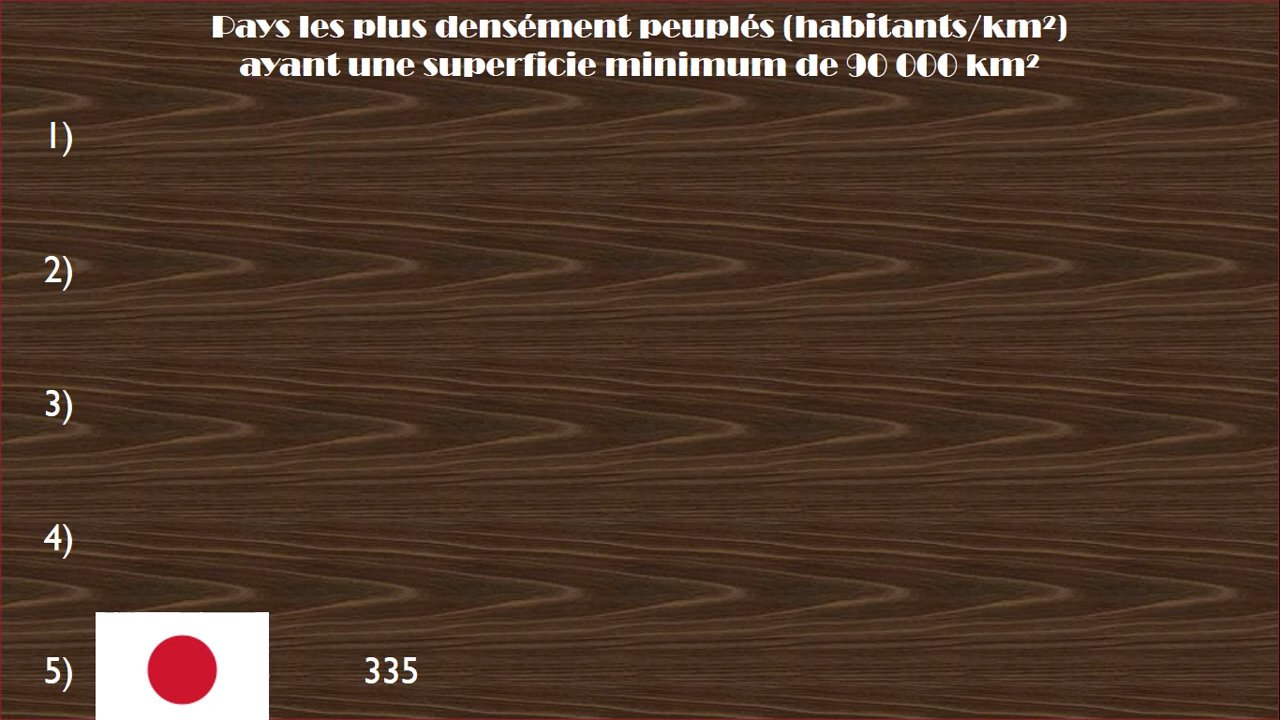 Pays les plus densément peuplés (habitants/km²)
ayant une superficie minimum de 90 000 km²
1)
2)
3)
4)
5) 335